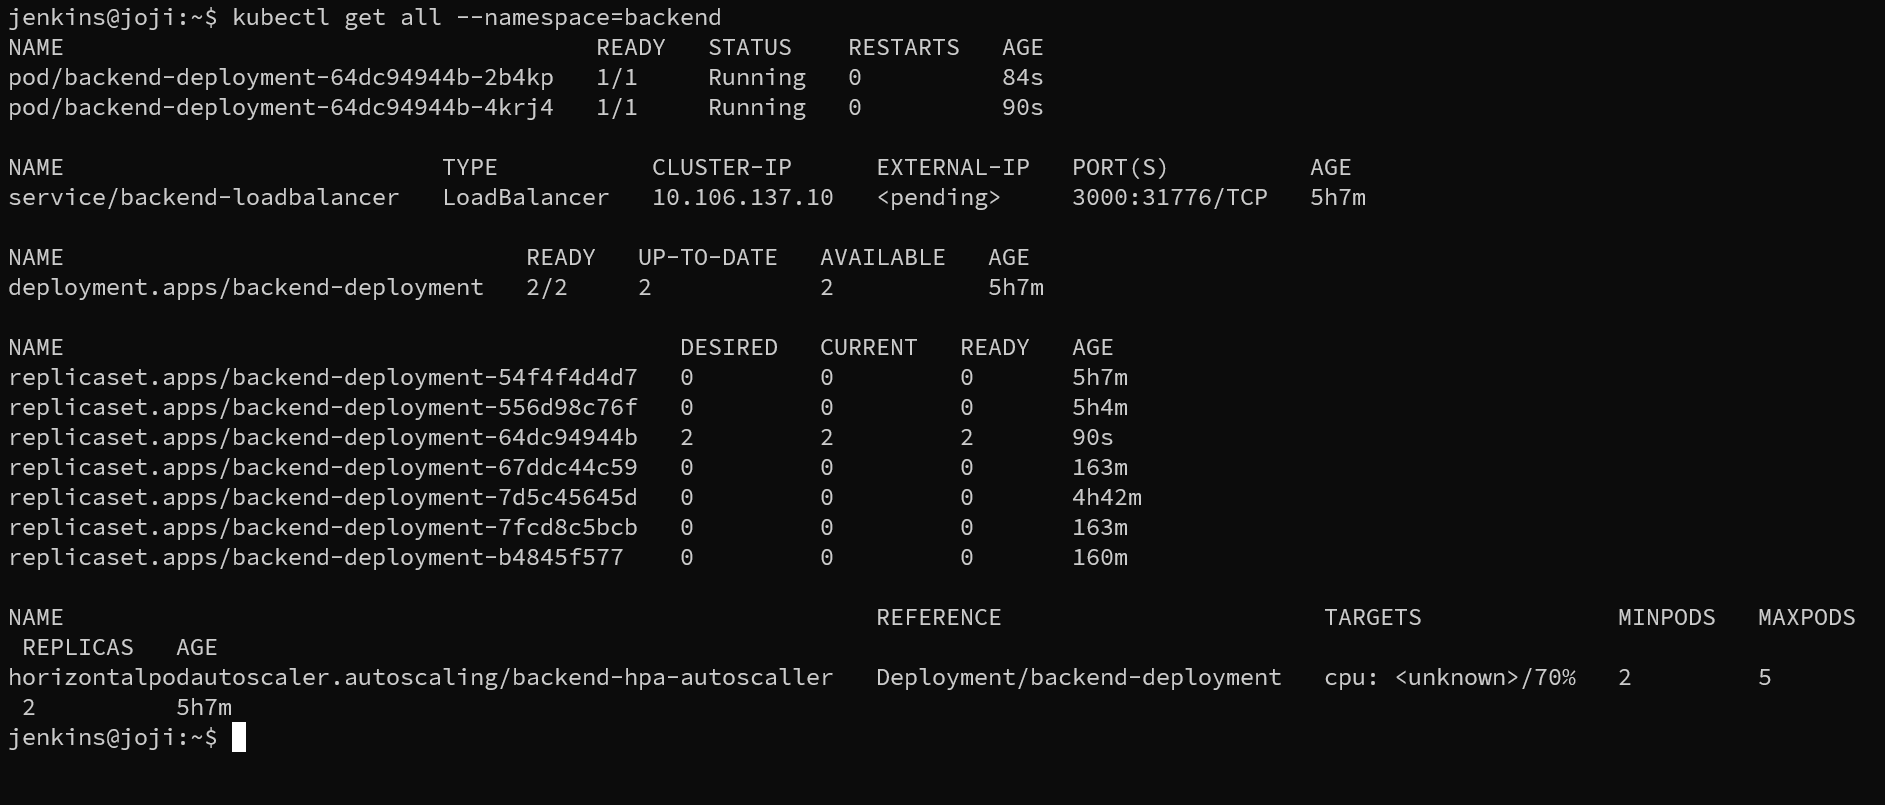 jenkins@joji:~$ kubectl get all --namespace=backend
NAME                                      READY   STATUS    RESTARTS   AGE
pod/backend-deployment-64dc94944b-2b4kp   1/1     Running   0          84s
pod/backend-deployment-64dc94944b-4krj4   1/1     Running   0          90s

NAME                           TYPE           CLUSTER-IP      EXTERNAL-IP   PORT(S)          AGE
service/backend-loadbalancer   LoadBalancer   10.106.137.10   <pending>     3000:31776/TCP   5h7m

NAME                                 READY   UP-TO-DATE   AVAILABLE   AGE
deployment.apps/backend-deployment   2/2     2            2           5h7m

NAME                                            DESIRED   CURRENT   READY   AGE
replicaset.apps/backend-deployment-54f4f4d4d7   0         0         0       5h7m
replicaset.apps/backend-deployment-556d98c76f   0         0         0       5h4m
replicaset.apps/backend-deployment-64dc94944b   2         2         2       90s
replicaset.apps/backend-deployment-67ddc44c59   0         0         0       163m
replicaset.apps/backend-deployment-7d5c45645d   0         0         0       4h42m
replicaset.apps/backend-deployment-7fcd8c5bcb   0         0         0       163m
replicaset.apps/backend-deployment-b4845f577    0         0         0       160m

NAME                                                          REFERENCE                       TARGETS              MINPODS   MAXPODS
 REPLICAS   AGE
horizontalpodautoscaler.autoscaling/backend-hpa-autoscaller   Deployment/backend-deployment   cpu: <unknown>/70%   2         5
 2          5h7m
jenkins@joji:~$